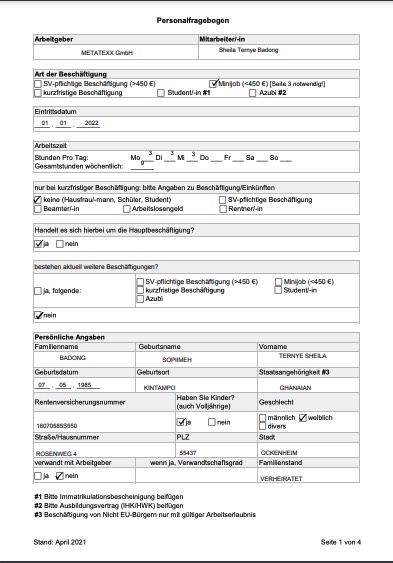 Personalfragebogen
Arbeitgeber Mitarbeiter/-in
METATEXX GmbH Sheila Ternye Badong
Art der Beschäftigung
SV-pflichtige Beschäftigung (>450 €) Minijob (<450 €) [Seite 3 notwendig!]
kurzfristige Beschäftigung Student/-in #1 Azubi #2
Eintrittsdatum
01 . 01 . 2022
Arbeitszeit
Stunden Pro Tag: Mo 3 Di 3 Mi 3 Do Fr Sa So
Gesamtstunden wöchentlich: 9
nur bei kurzfristiger Beschäftigung: bitte Angaben zu Beschäftigung/Einkünften
keine (Hausfrau/-mann, Schüler, Student) SV-pflichtige Beschäftigung (>450 €)
Beamter/-in Arbeitslosengeld Rentner/-in
Handelt es sich hierbei um die Hauptbeschäftigung?
ja nein
bestehen aktuell weitere Beschäftigungen?
SV-pflichtige Beschäftigung (>450 €) Minijob (<450 €)
ja, folgende: kurzfristige Beschäftigung Student/-in
Azubi
nein
Persönliche Angaben
Familienname Geburtsname Vorname
BADONG SOPIIMEH TERNYE SHEILA
Geburtsdatum Geburtsort Staatsangehörigkeit #3
07 . 05 . 1985 KINTAMPO GHANAIAN
Rentenversicherungsnummer Haben Sie Kinder? Geschlecht
(auch Volljährige)
ja nein männlich weiblich
divers
16070585S550
Straße/Hausnummer PLZ Stadt
ROSENWEG 4 55437 OCKENHEIM
verwandt mit Arbeitgeber wenn ja, Verwandtschaftsgrad Familienstand
ja nein VERHEIRATET
#1 Bitte Immatrikulationsbescheinigung beifügen
#2 Bitte Ausbildungsvertrag (IHK/HWK) beifügen
#3 Beschäftigung von Nicht EU-Bürgern nur mit gültiger Arbeitserlaubnis
Stand: April 2021 Seite 1 von 4